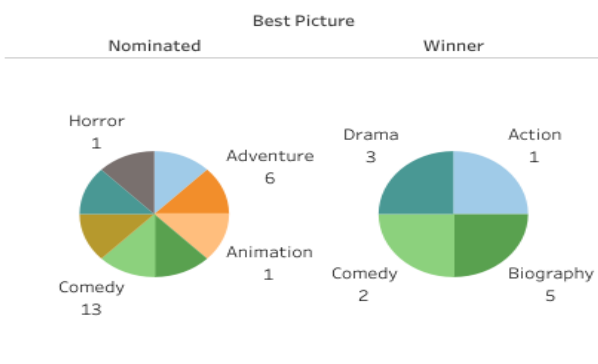 Best Picture
Nominated
Winner
Horror
1
Adventure
6
Animation
1
Comedy
13
Drama
3
Action
1
Comedy
2
Biography
5